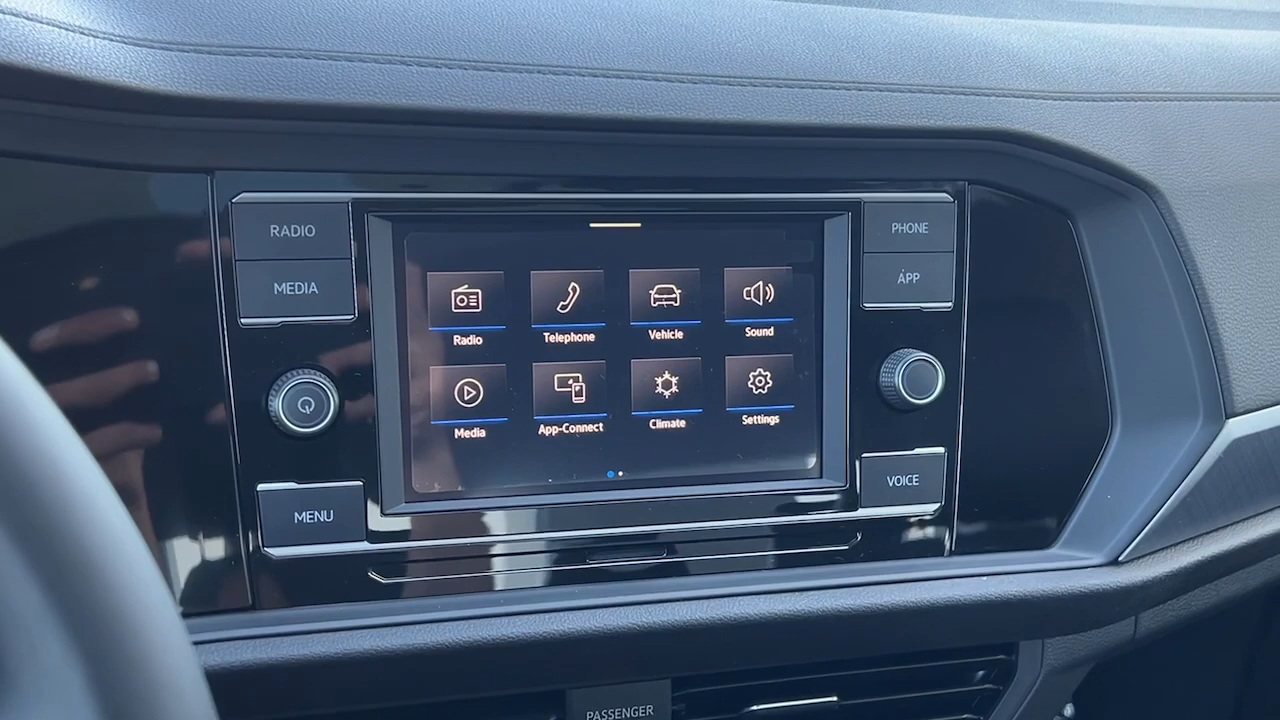 RADIO
MEDIA
MENU
Radio
Telephone
Vehicle
Sound
Media
App-Connect
Climate
Settings
PHONE
APP
VOICE
PASSENGER